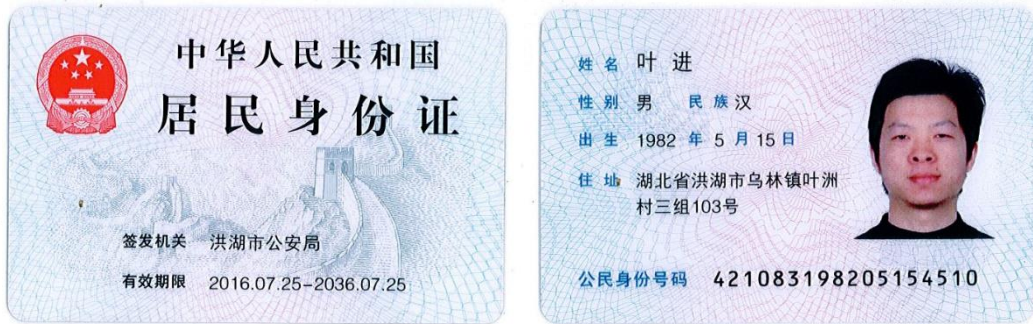 中华人民共和国
居民身份证
签发机关 洪湖市公安局
有效期限 2016.07.25-2036.07.25
姓名 叶进
性别 男 民族 汉
出生 1982 年 5 月 15 日
住址 湖北省洪湖市乌林镇叶洲
村三组103号
公民身份号码 421083198205154510